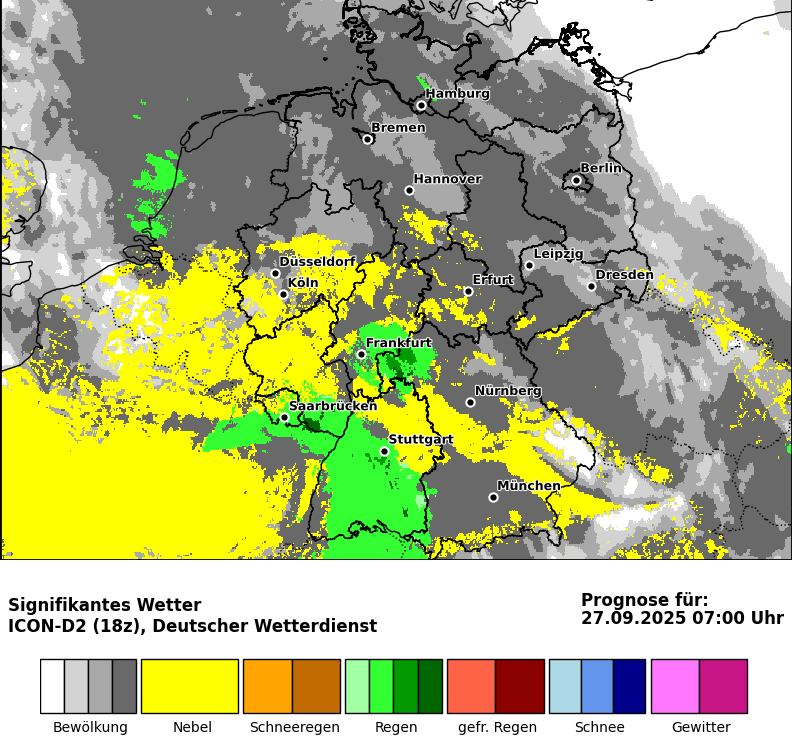 Hamburg
Bremen
Berlin
Hannover
Leipzig
Düsseldorf
Dresden
Köln
Erfurt
Frankfurt
Nürnberg
Saarbrücken
Stuttgart
München
Signifikantes Wetter
ICON-D2 (18z), Deutscher Wetterdienst
Prognose für:
27.09.2025 07:00 Uhr
Bewölkung Nebel Schneeregen Regen gefr. Regen Schnee Gewitter